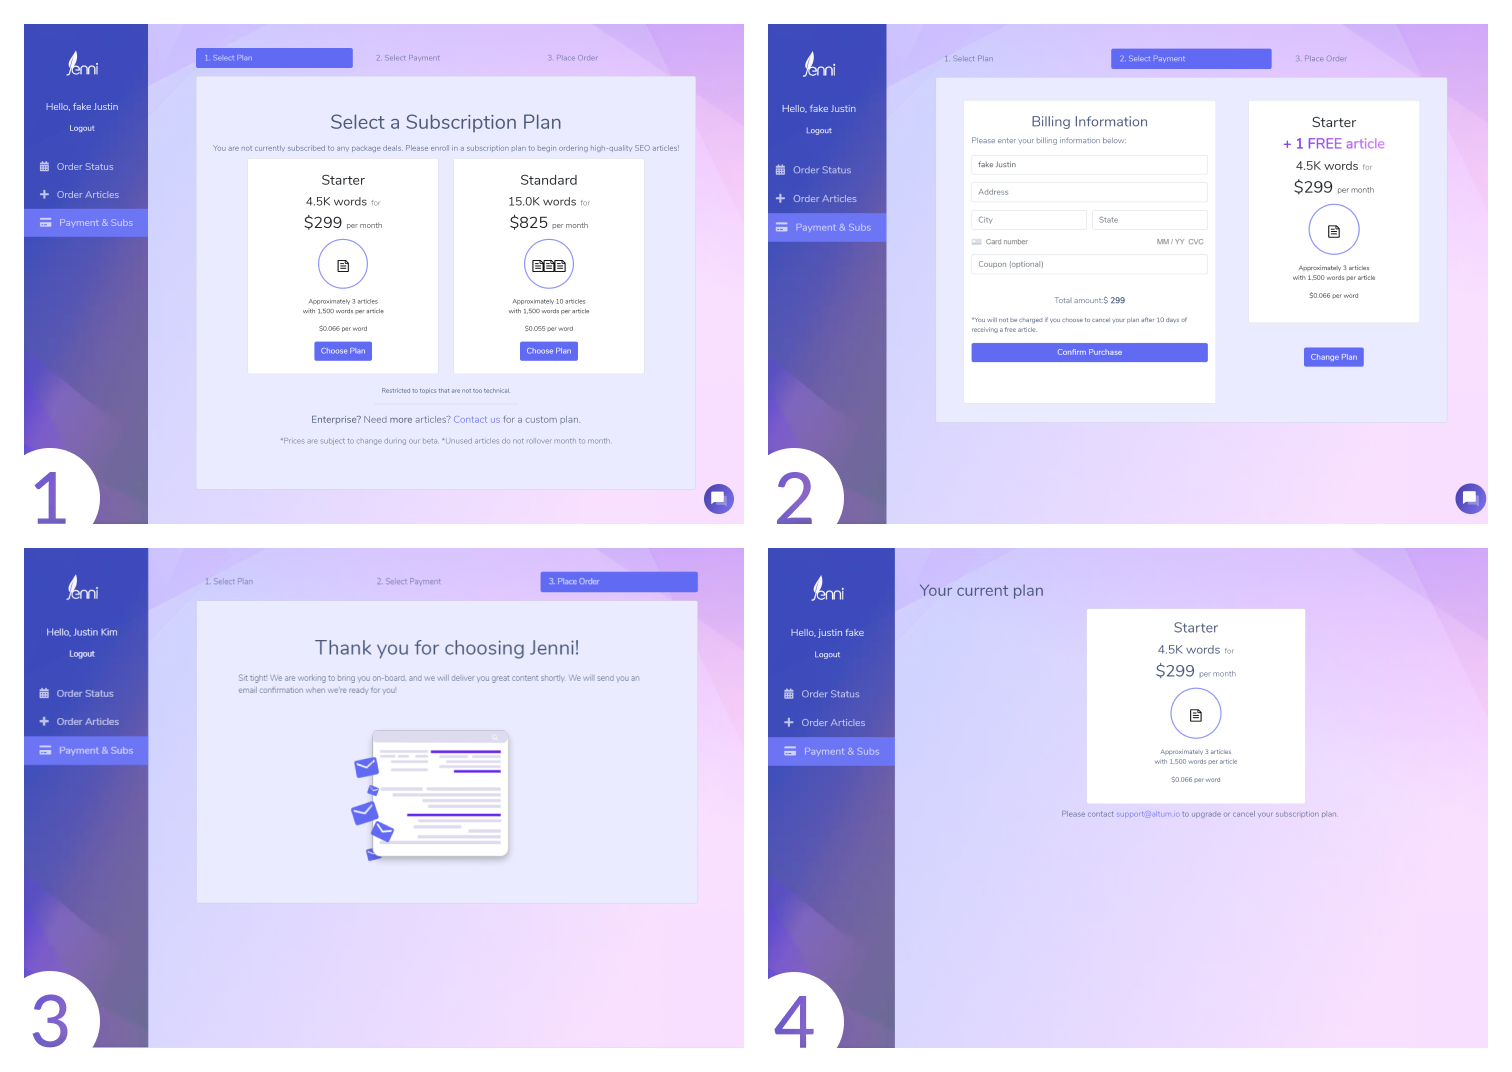 Jenni
Hello, fake Justin
Logout
Order Status
Order Articles
Payment & Subs
1
1. Select Plan
2. Select Payment
3. Place Order
Select a Subscription Plan
You are not currently subscribed to any package deals. Please enroll in a subscription plan to begin ordering high-quality SEO articles!
Starter
4.5K words for
$299 per month
Approximately 3 articles
with 1,500 words per article
$0.066 per word
Choose Plan
Standard
15.0K words for
$825 per month
Approximately 10 articles
with 1,500 words per article
$0.055 per word
Choose Plan
Restricted to topics that are not too technical.
Enterprise? Need more articles? Contact us for a custom plan.
*Prices are subject to change during our beta. *Unused articles do not rollover month to month.
Jenni
Hello, fake Justin
Logout
Order Status
Order Articles
Payment & Subs
2
1. Select Plan
2. Select Payment
3. Place Order
Billing Information
Please enter your billing information below:
fake Justin
Address
City
State
Card number
MM / YY CVC
Coupon (optional)
Total amount:$ 299
*You will not be charged if you choose to cancel your plan after 10 days of
receiving a free article.
Confirm Purchase
Starter
+ 1 FREE article
4.5K words for
$299 per month
Approximately 3 articles
with 1,500 words per article
$0.066 per word
Change Plan
Jenni
Hello, Justin Kim
Logout
Order Status
Order Articles
Payment & Subs
3
1. Select Plan
2. Select Payment
3. Place Order
Thank you for choosing Jenni!
Sit tight! We are working to bring you on-board, and we will deliver you great content shortly. We will send you an
email confirmation when we're ready for you!
Jenni
Hello, justin fake
Logout
Order Status
Order Articles
Payment & Subs
4
Your current plan
Starter
4.5K words for
$299 per month
Approximately 3 articles
with 1,500 words per article
$0.066 per word
Please contact support@altum.io to upgrade or cancel your subscription plan.